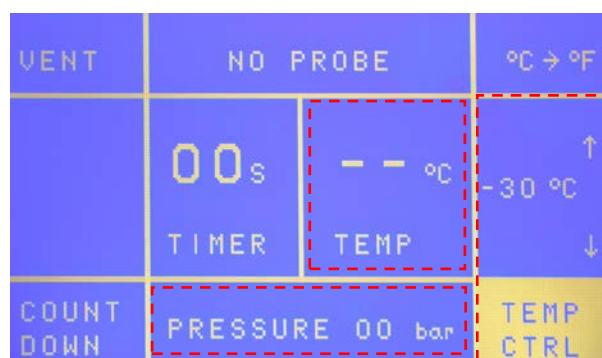 VENT
NO PROBE
°C → °F
00s
TIMER
-- °C
TEMP
↑
-30 °C
↓
COUNT
DOWN
PRESSURE 00 bar
TEMP
CTRL